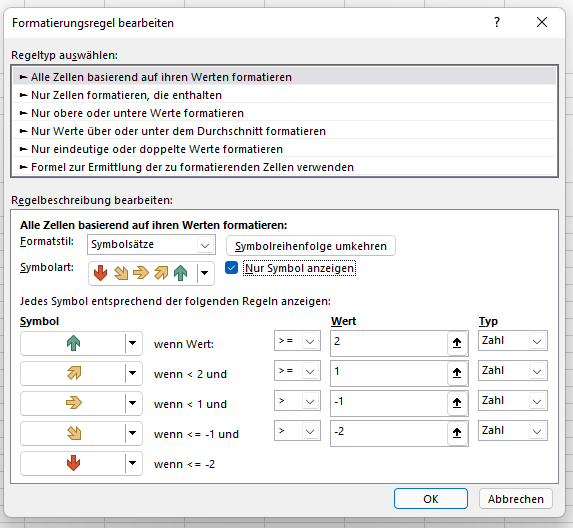 Formatierungsregel bearbeiten ?
Regeltyp auswählen:
► Alle Zellen basierend auf ihren Werten formatieren
► Nur Zellen formatieren, die enthalten
► Nur obere oder untere Werte formatieren
► Nur Werte über oder unter dem Durchschnitt formatieren
► Nur eindeutige oder doppelte Werte formatieren
► Formel zur Ermittlung der zu formatierenden Zellen verwenden
Regelbeschreibung bearbeiten:
Alle Zellen basierend auf ihren Werten formatieren:
Formatstil: Symbolsätze Symbolreihenfolge umkehren
Symbolart: Nur Symbol anzeigen
Jedes Symbol entsprechend der folgenden Regeln anzeigen:
Symbol Wert Typ
wenn Wert: >= 2 Zahl
wenn < 2 und >= 1 Zahl
wenn < 1 und > -1 Zahl
wenn <= -1 und > -2 Zahl
wenn <= -2
OK Abbrechen